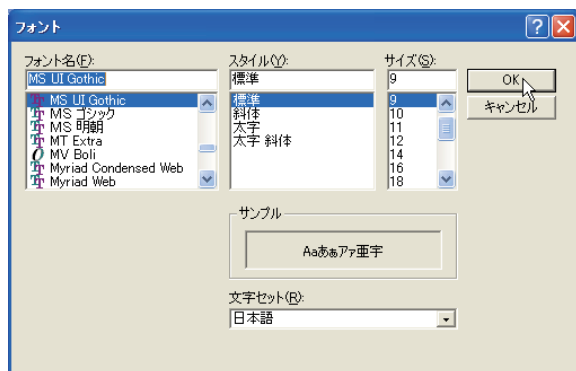 フォント
フォント名(F):
MS UI Gothic
MS UI Gothic
MS ゴシック
MS 明朝
MT Extra
MV Boli
Myriad Condensed Web
Myriad Web
スタイル(Y):
標準
標準
斜体
太字
太字 斜体
サイズ(S):
9
9
10
11
12
14
16
18
OK
キャンセル
サンプル
Aaあぁアァ亜宇
文字セット(R):
日本語